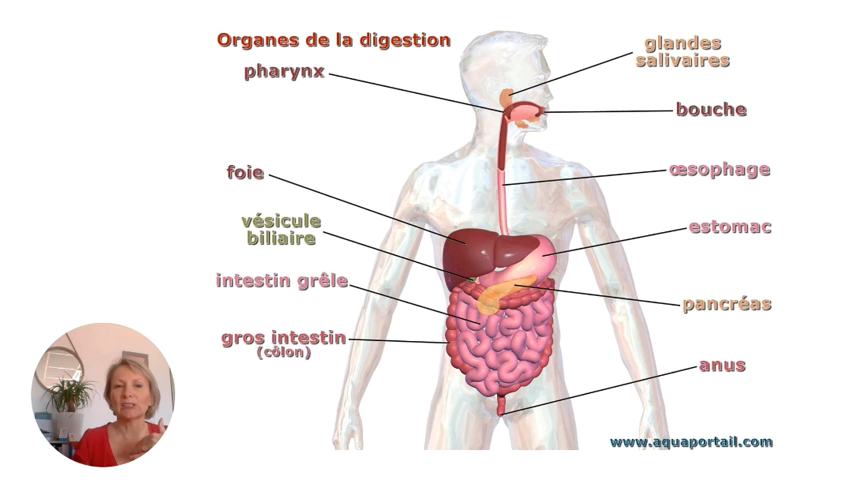 Organes de la digestion
glandes
salivaires
pharynx
bouche
foie
œsophage
vésicule
biliaire
estomac
intestin grêle
pancréas
gros intestin
(côlon)
anus
www.aquaportail.com